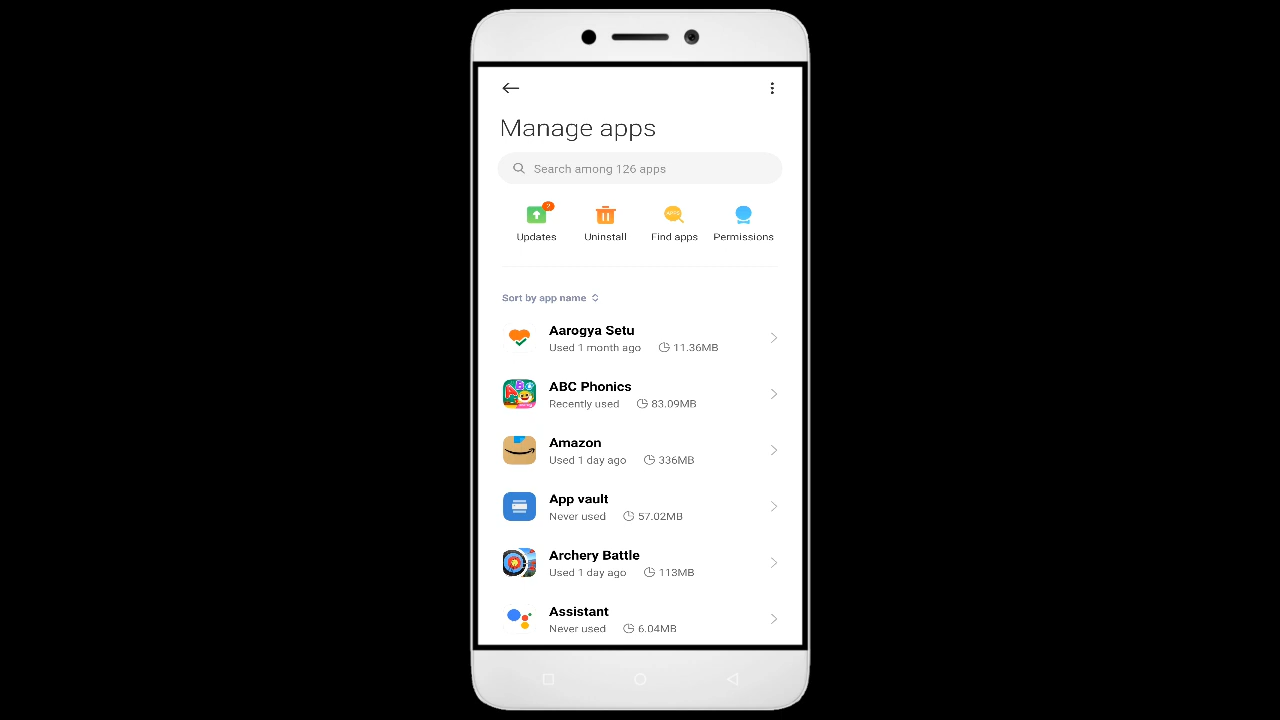 Manage apps
Search among 126 apps
2
Updates
Uninstall
APPS
Find apps
Permissions
Sort by app name
Aarogya Setu
Used 1 month ago 11.36MB
ABC Phonics
Recently used 83.09MB
Amazon
Used 1 day ago 336MB
App vault
Never used 57.02MB
Archery Battle
Used 1 day ago 113MB
Assistant
Never used 6.04MB